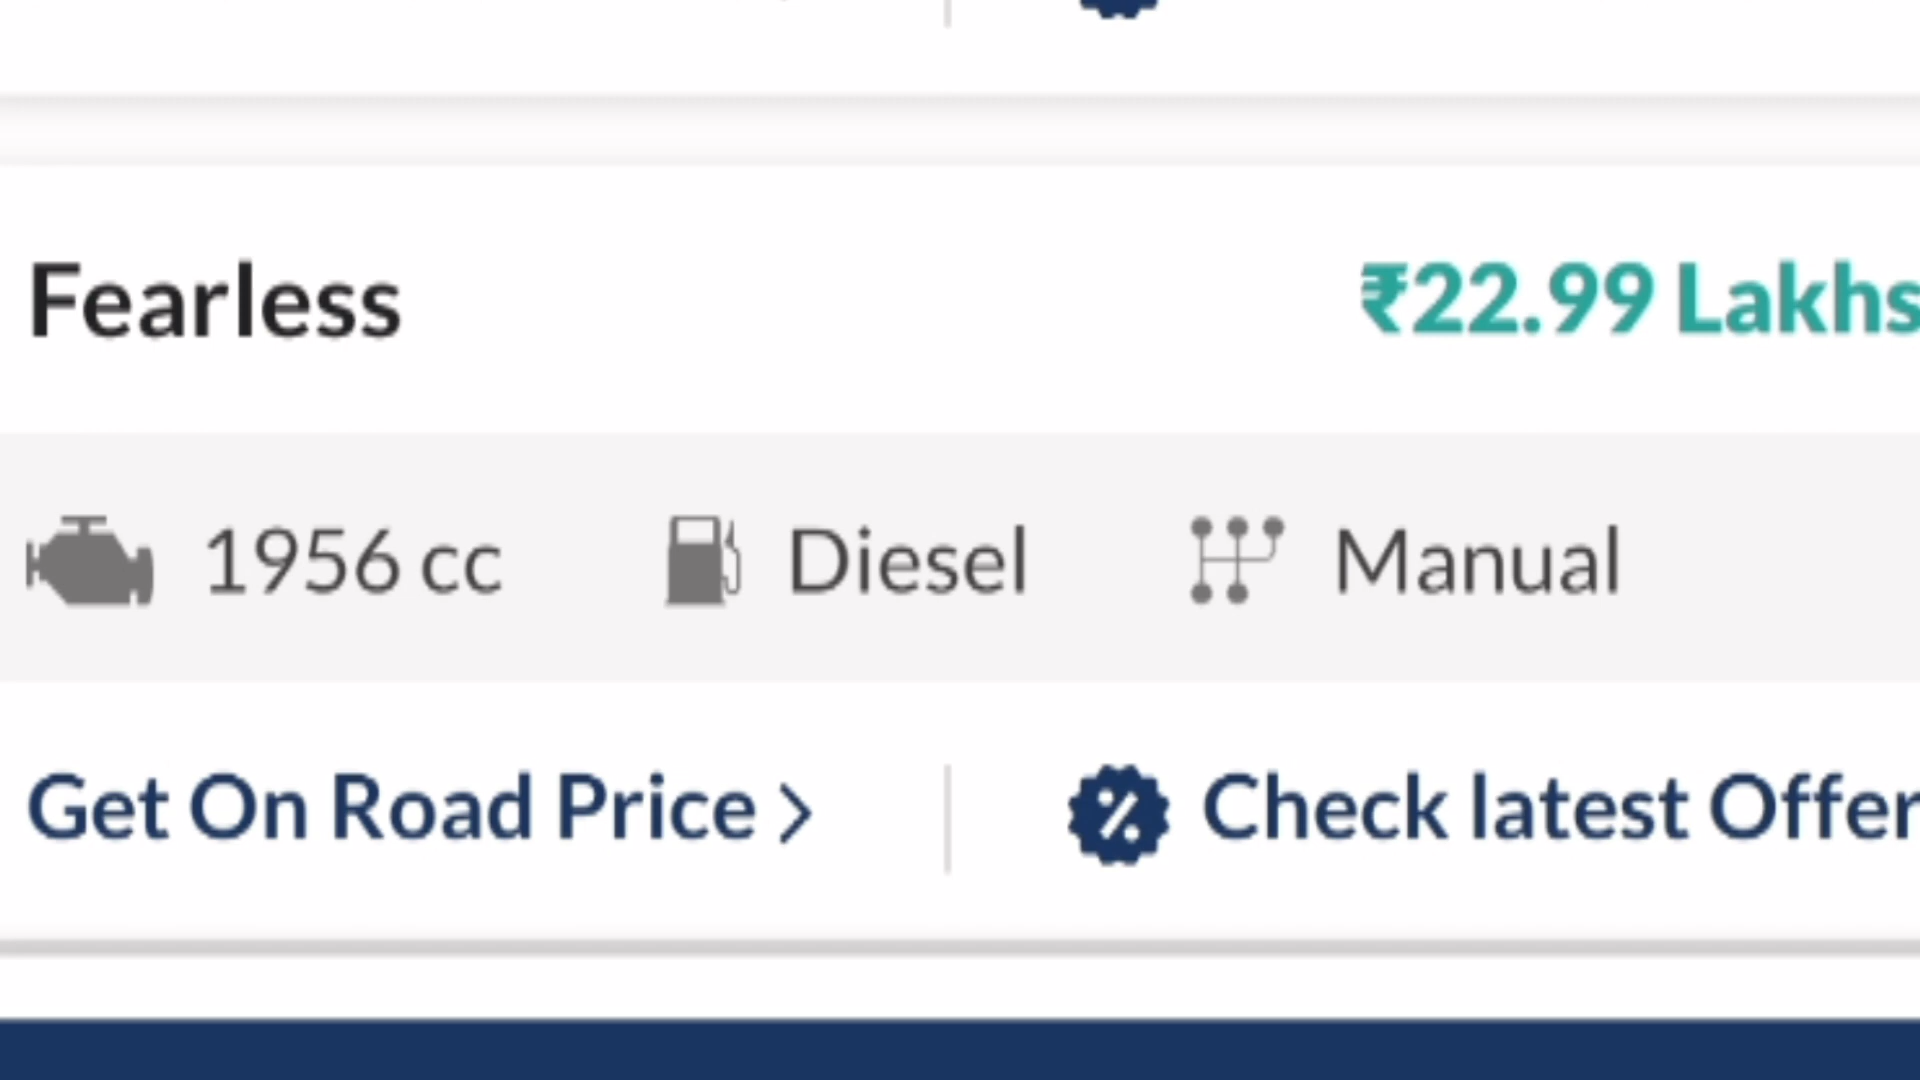 Fearless
₹22.99 Lakhs
1956 cc
Diesel
Manual
Get On Road Price >
Check latest Offer